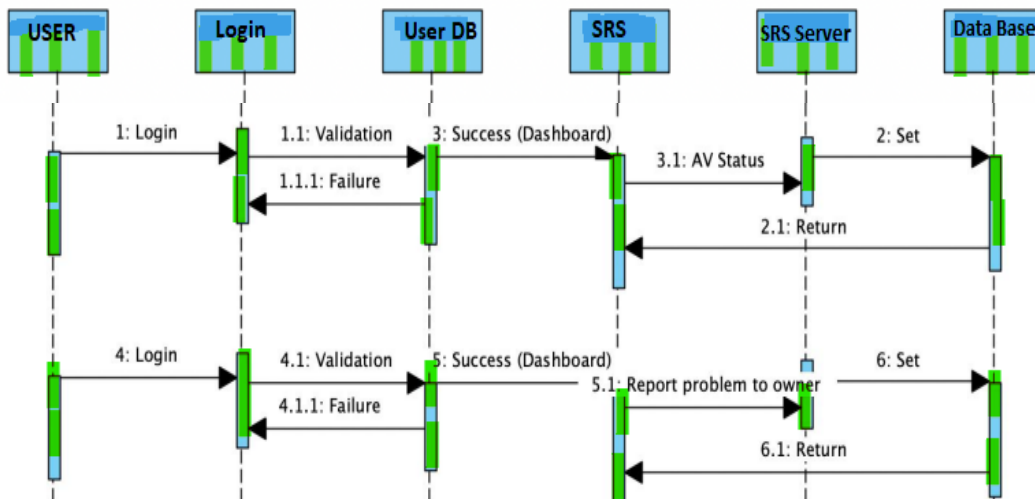 USER
Login
User DB
SRS
SRS Server
Data Base
1: Login
1.1: Validation
3: Success (Dashboard)
2: Set
3.1: AV Status
1.1.1: Failure
2.1: Return
4: Login
4.1: Validation
5: Success (Dashboard)
6: Set
5.1: Report problem to owner
4.1.1: Failure
6.1: Return